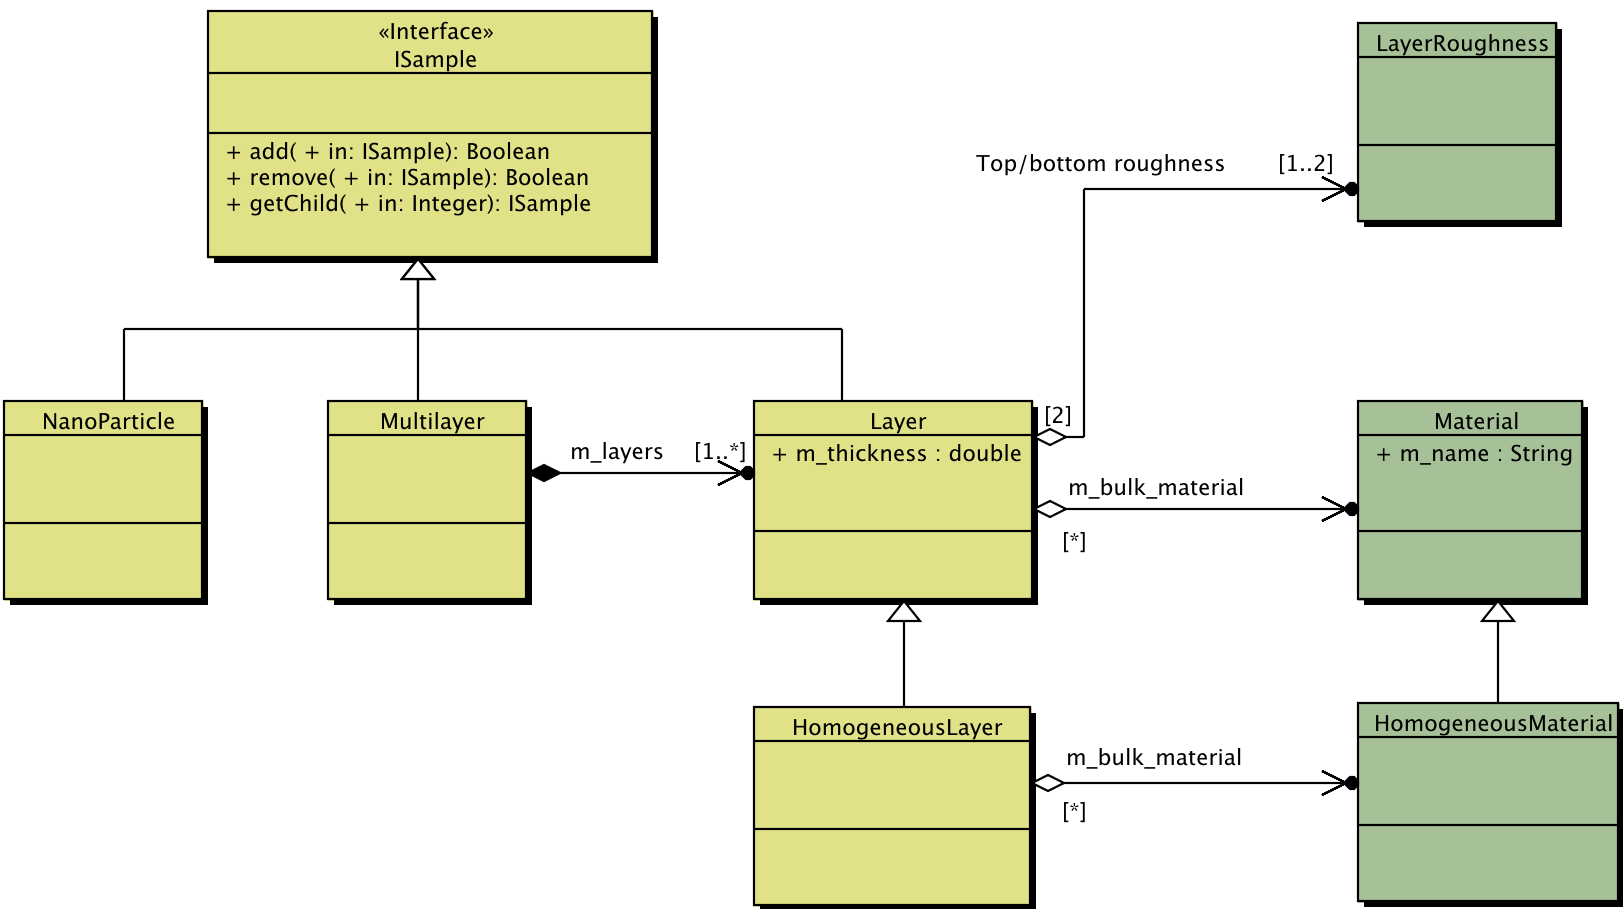 «Interface»
ISample
+ add( + in: ISample): Boolean
+ remove( + in: ISample): Boolean
+ getChild( + in: Integer): ISample
LayerRoughness
Top/bottom roughness [1..2]
NanoParticle
Multilayer
m_layers [1..*]
Layer
+ m_thickness : double
[2]
m_bulk_material
[*]
Material
+ m_name : String
HomogeneousLayer
m_bulk_material
[*]
HomogeneousMaterial